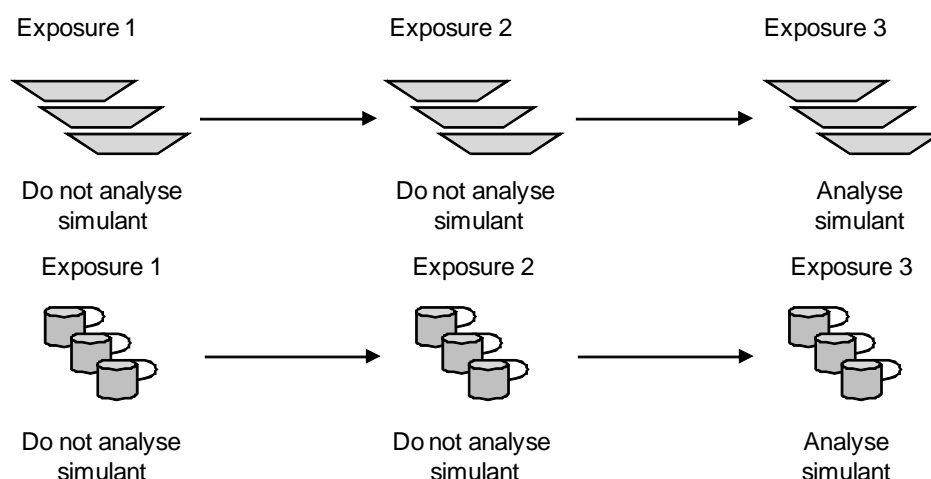 Exposure 1 Exposure 2 Exposure 3
Do not analyse Do not analyse Analyse
simulant simulant simulant
Exposure 1 Exposure 2 Exposure 3
Do not analyse Do not analyse Analyse
simulant simulant simulant